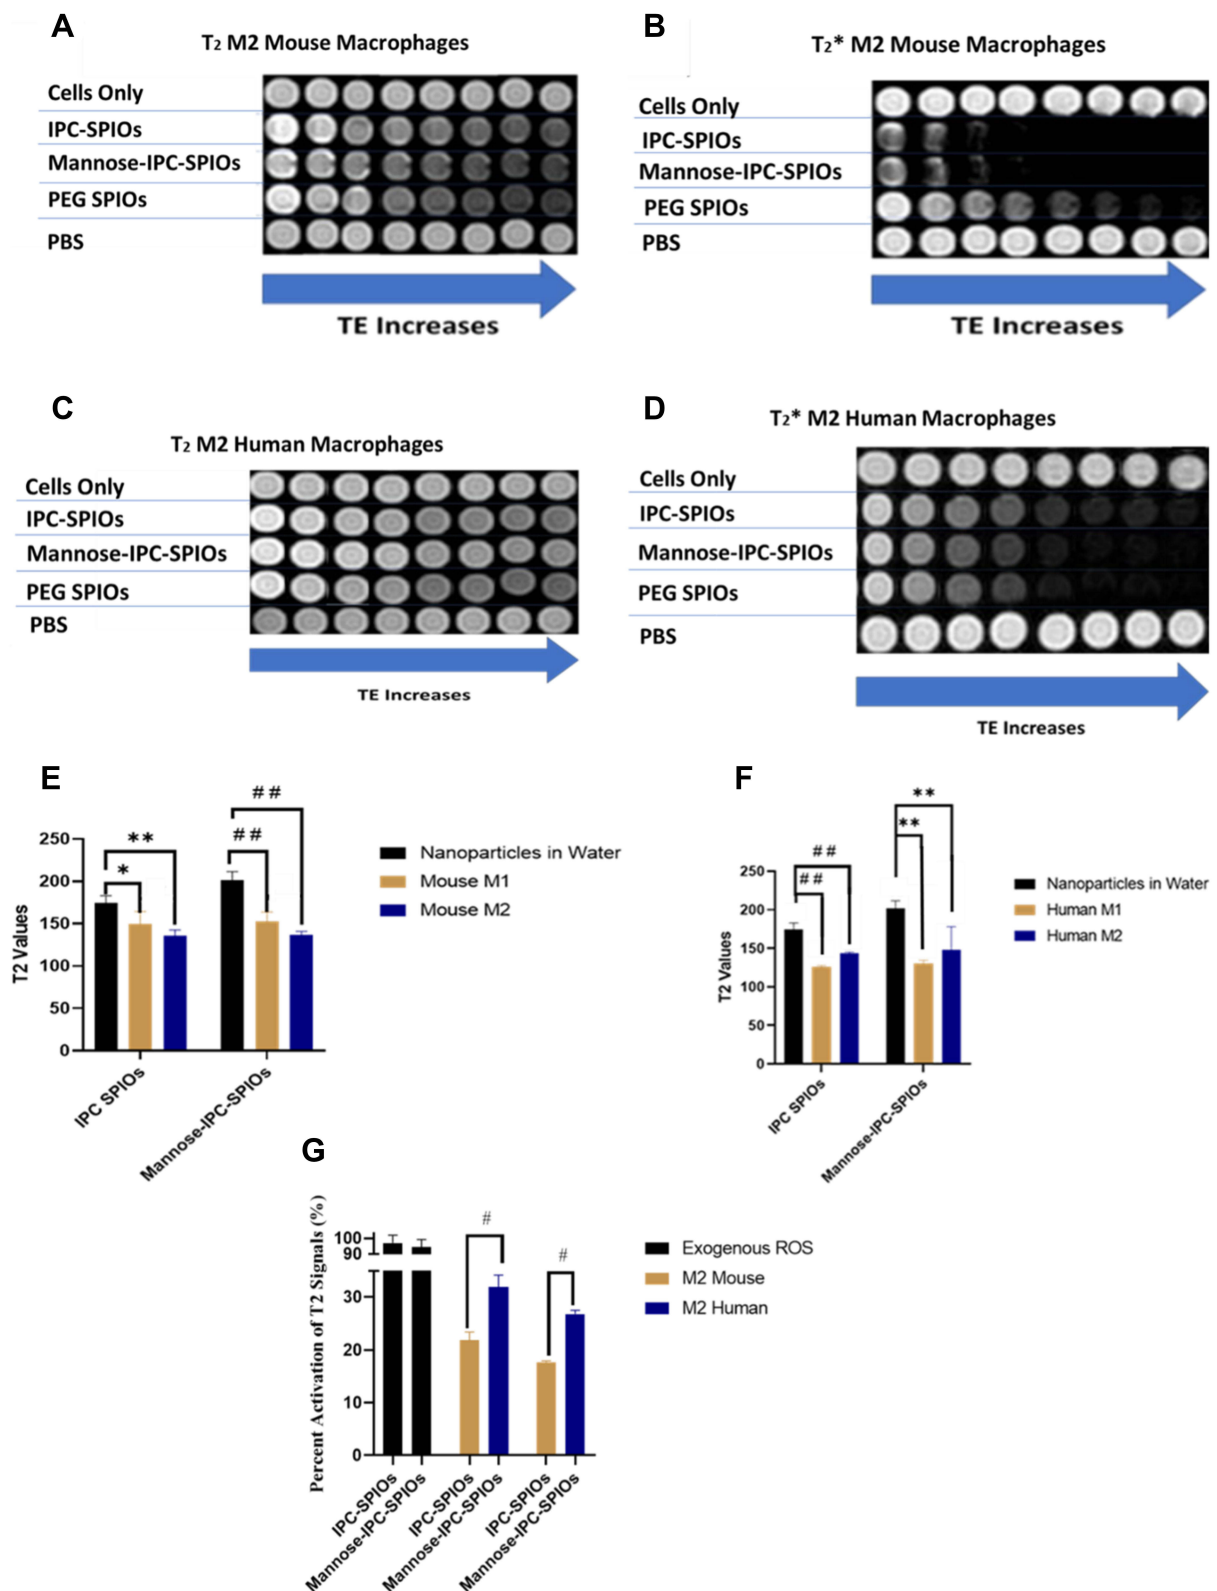 A
T2 M2 Mouse Macrophages
Cells Only
IPC-SPIOs
Mannose-IPC-SPIOs
PEG SPIOs
PBS
TE Increases
B
T2* M2 Mouse Macrophages
Cells Only
IPC-SPIOs
Mannose-IPC-SPIOs
PEG SPIOs
PBS
TE Increases
C
T2 M2 Human Macrophages
Cells Only
IPC-SPIOs
Mannose-IPC-SPIOs
PEG SPIOs
PBS
TE Increases
D
T2* M2 Human Macrophages
Cells Only
IPC-SPIOs
Mannose-IPC-SPIOs
PEG SPIOs
PBS
TE Increases
E
T2 Values
250
200
150
100
50
0
**
*
##
##
IPC SPIOs
Mannose-IPC-SPIOs
Nanoparticles in Water
Mouse M1
Mouse M2
F
T2 Values
250
200
150
100
50
0
##
##
**
**
IPC SPIOs
Mannose-IPC-SPIOs
Nanoparticles in Water
Human M1
Human M2
G
Percent Activation of T2 Signals (%)
100
90
30
20
10
0
#
#
IPC-SPIOs
Mannose-IPC-SPIOs
IPC-SPIOs
Mannose-IPC-SPIOs
IPC-SPIOs
Mannose-IPC-SPIOs
Exogenous ROS
M2 Mouse
M2 Human